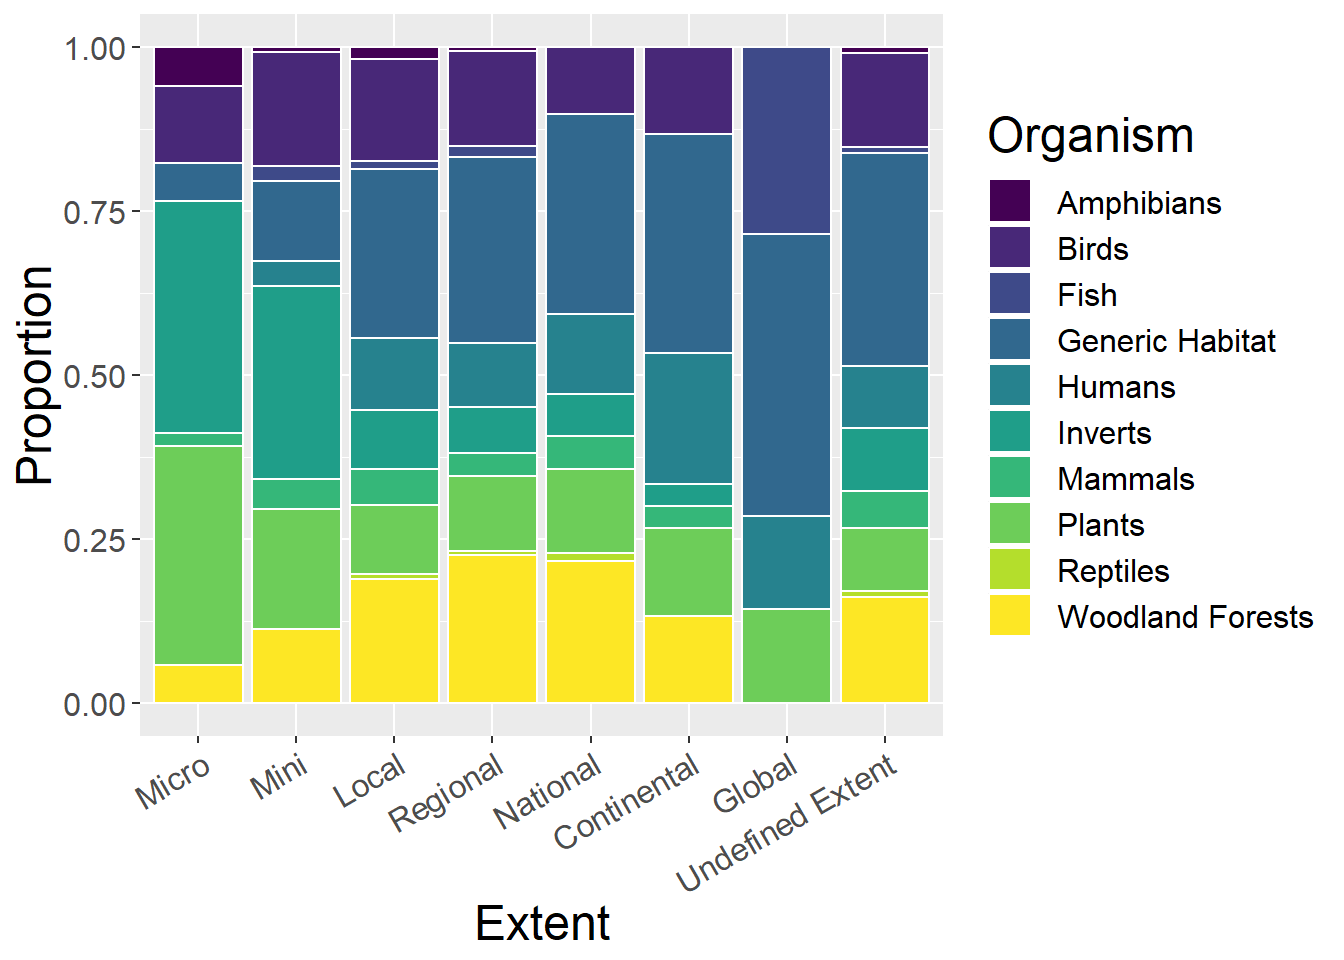 1.00
0.75
0.50
0.25
0.00
Proportion
Micro
Mini
Local
Regional
National
Continental
Global
Undefined Extent
Extent
Organism
Amphibians
Birds
Fish
Generic Habitat
Humans
Inverts
Mammals
Plants
Reptiles
Woodland Forests